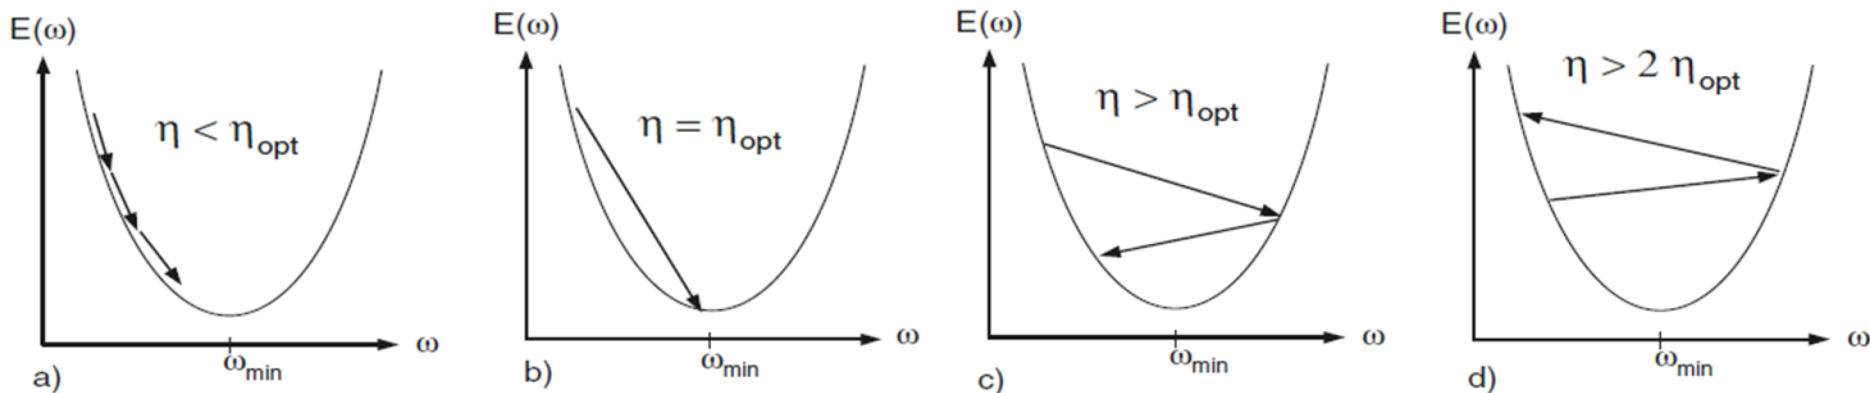 E(ω)
η < ηopt
ω
ωmin
a)
E(ω)
η = ηopt
ω
ωmin
b)
E(ω)
η > ηopt
ω
ωmin
c)
E(ω)
η > 2 ηopt
ω
ωmin
d)